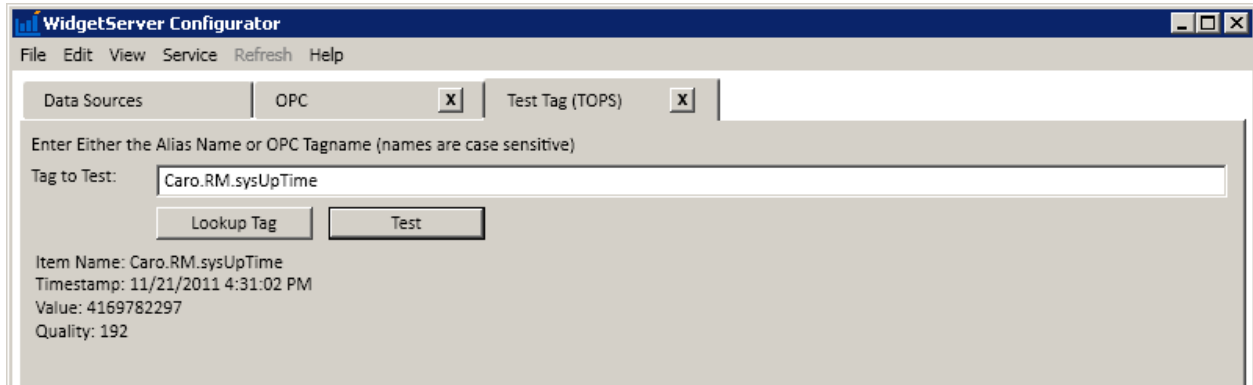 WidgetServer Configurator
File Edit View Service Refresh Help
Data Sources OPC X Test Tag (TOPS) X
Enter Either the Alias Name or OPC Tagname (names are case sensitive)
Tag to Test: Caro.RM.sysUpTime
Lookup Tag Test
Item Name: Caro.RM.sysUpTime
Timestamp: 11/21/2011 4:31:02 PM
Value: 4169782297
Quality: 192